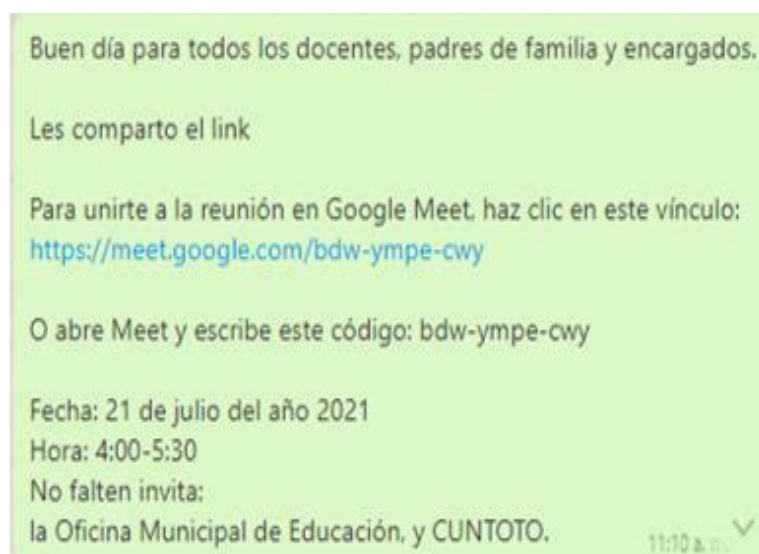 Buen día para todos los docentes, padres de familia y encargados.
Les comparto el link
Para unirte a la reunión en Google Meet, haz clic en este vínculo:
https://meet.google.com/bdw-ympe-cwy
O abre Meet y escribe este código: bdw-ympe-cwy
Fecha: 21 de julio del año 2021
Hora: 4:00-5:30
No falten invita:
la Oficina Municipal de Educación, y CUNTOTO.
11:10 a.